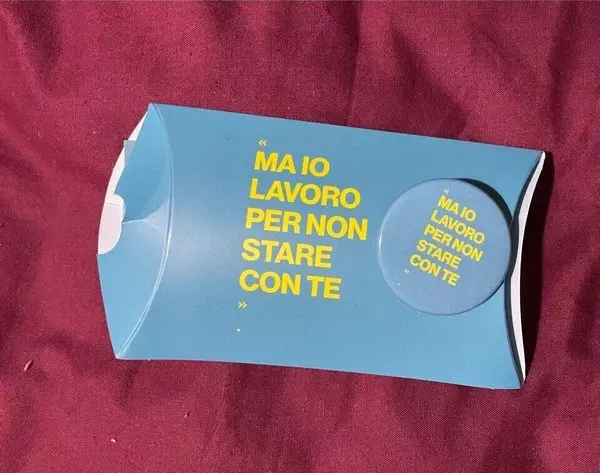 “
MA IO
LAVORO
PER NON
STARE
CON TE
”
.
“
MA IO
LAVORO
PER NON
STARE
CON TE
”